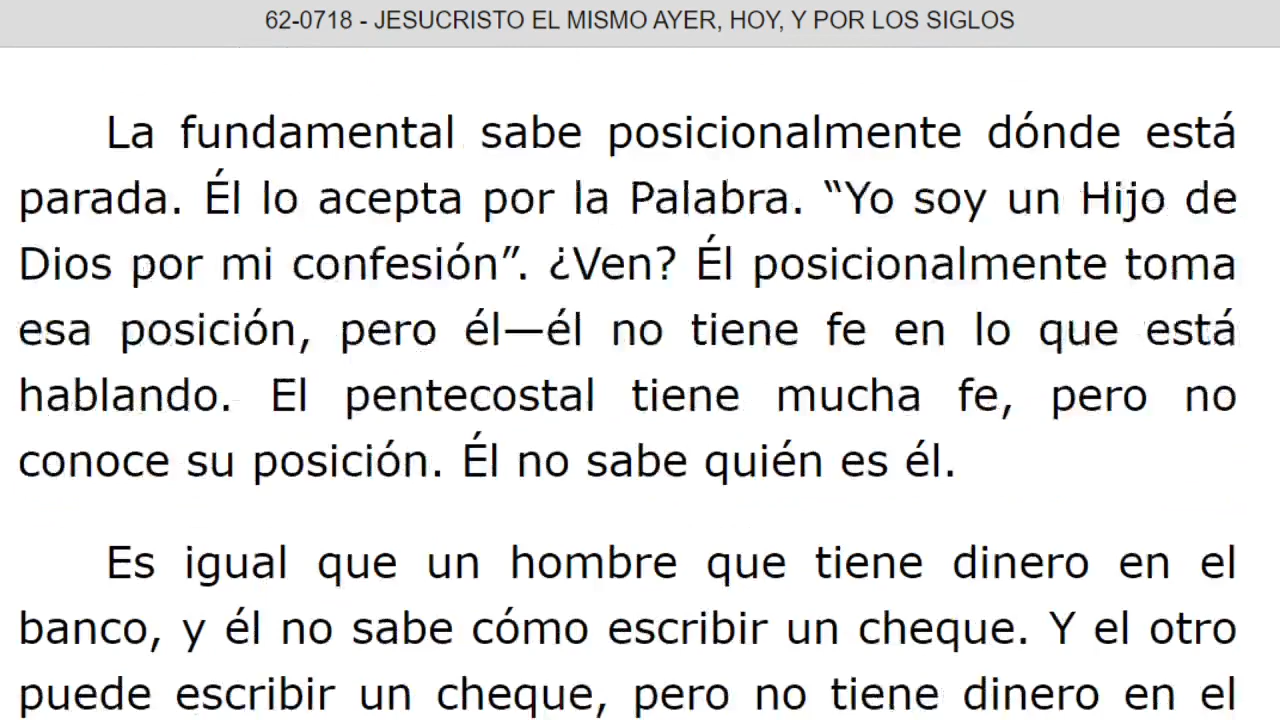 62-0718 - JESUCRISTO EL MISMO AYER, HOY, Y POR LOS SIGLOS
La fundamental sabe posicionalmente dónde está
parada. Él lo acepta por la Palabra. “Yo soy un Hijo de
Dios por mi confesión”. ¿Ven? Él posicionalmente toma
esa posición, pero él—él no tiene fe en lo que está
hablando. El pentecostal tiene mucha fe, pero no
conoce su posición. Él no sabe quién es él.
Es igual que un hombre que tiene dinero en el
banco, y él no sabe cómo escribir un cheque. Y el otro
puede escribir un cheque, pero no tiene dinero en el